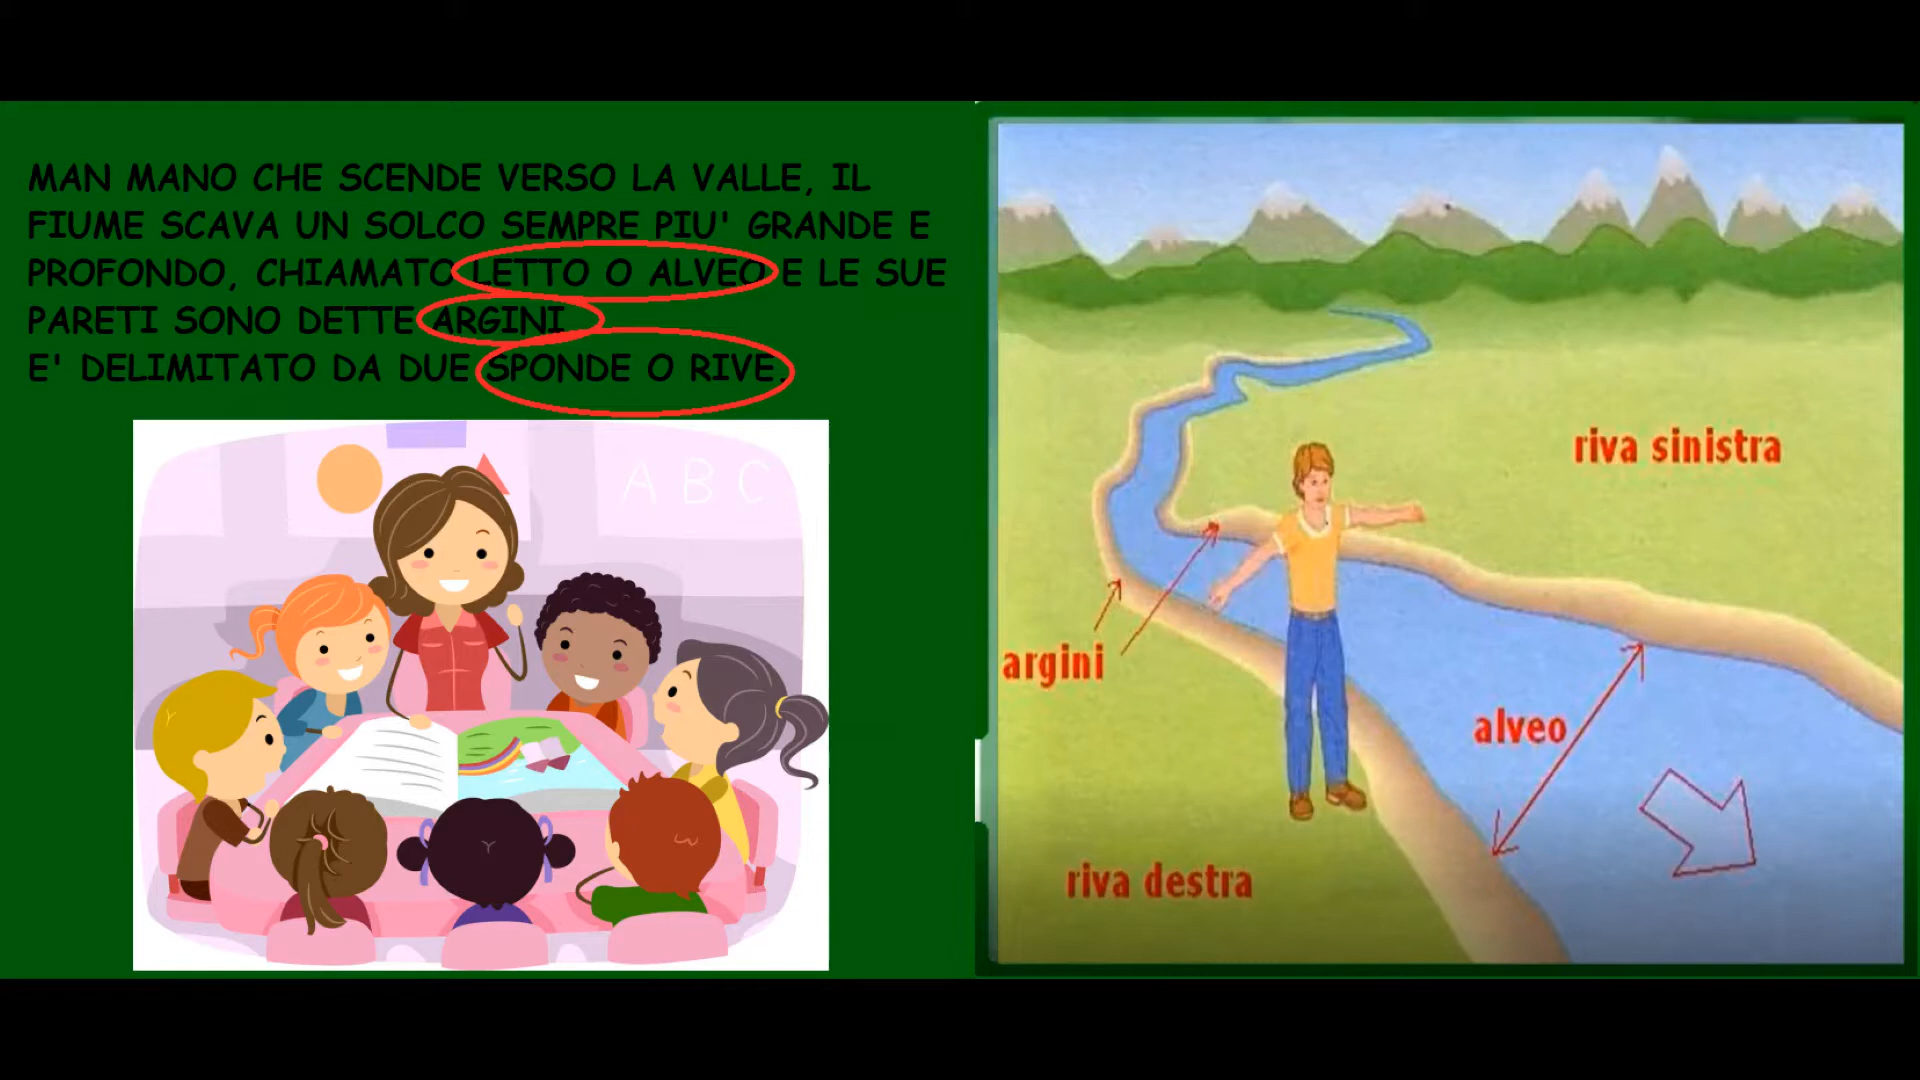 MAN MANO CHE SCENDE VERSO LA VALLE, IL
FIUME SCAVA UN SOLCO SEMPRE PIU' GRANDE E
PROFONDO, CHIAMATO LETTO O ALVEO E LE SUE
PARETI SONO DETTE ARGINI
E' DELIMITATO DA DUE SPONDE O RIVE.
A B C
riva sinistra
argini
alveo
riva destra